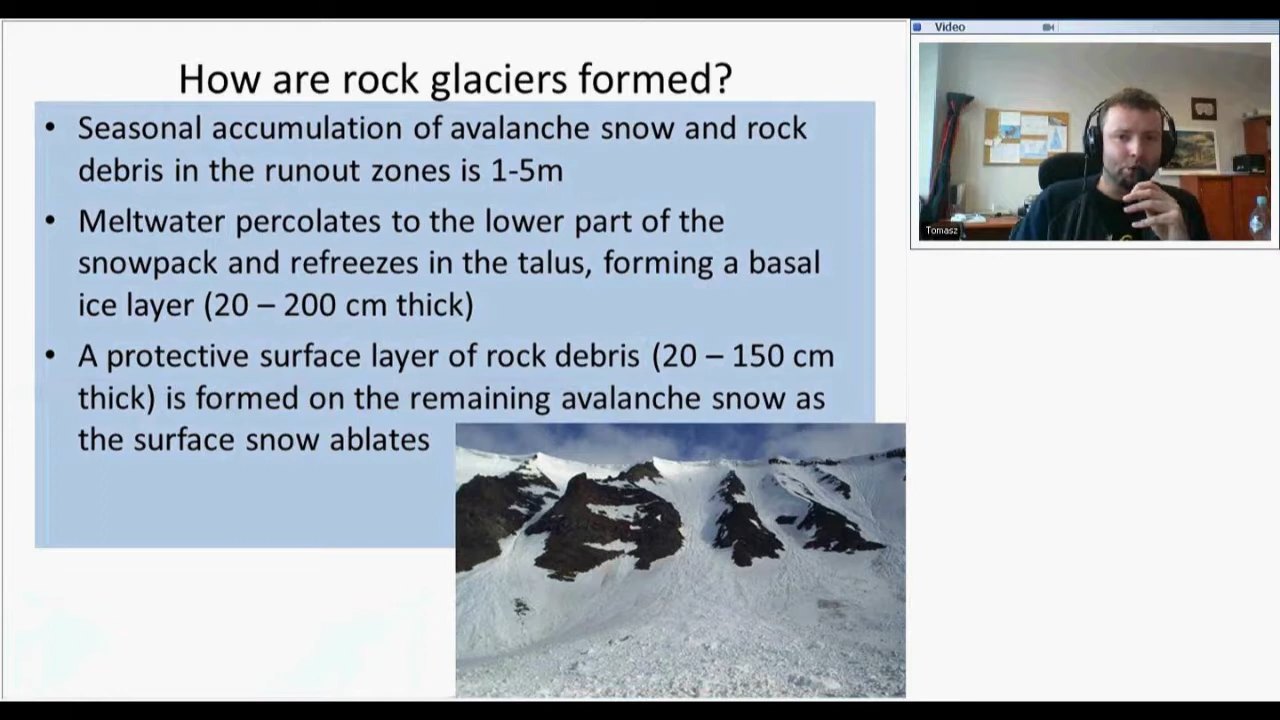 How are rock glaciers formed?
• Seasonal accumulation of avalanche snow and rock
debris in the runout zones is 1-5m
• Meltwater percolates to the lower part of the
snowpack and refreezes in the talus, forming a basal
ice layer (20 – 200 cm thick)
• A protective surface layer of rock debris (20 – 150 cm
thick) is formed on the remaining avalanche snow as
the surface snow ablates
Video
Tomasz